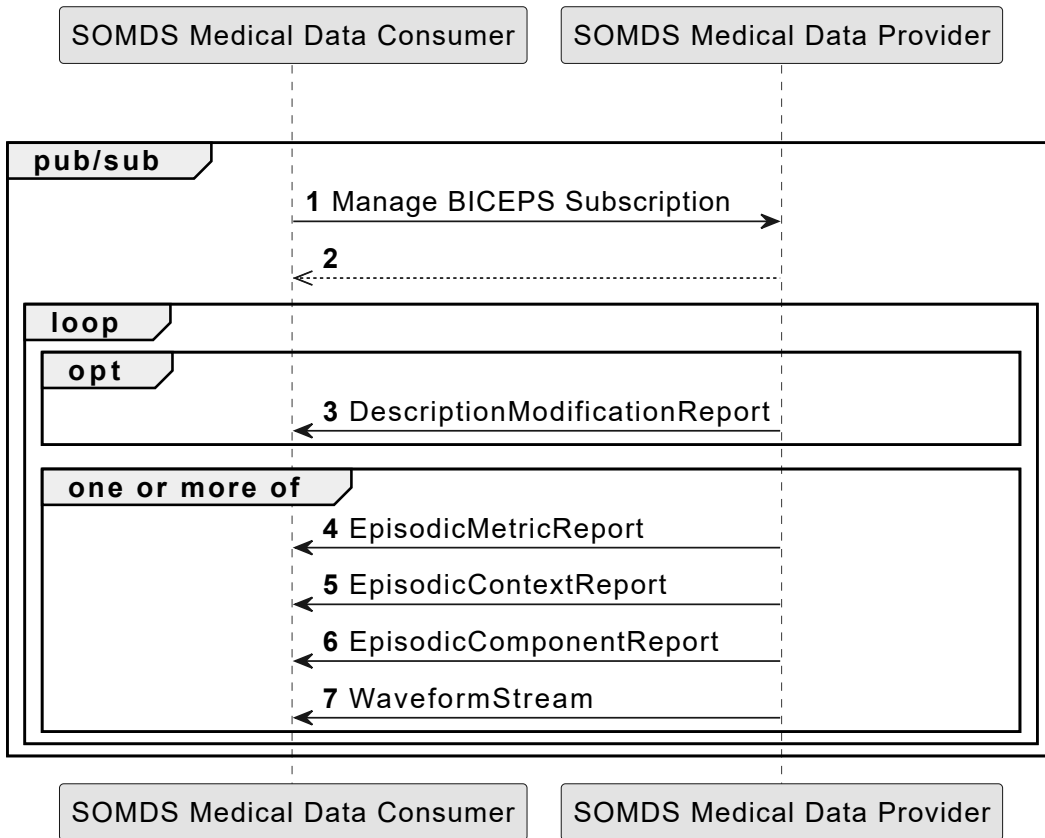 SOMDS Medical Data Consumer
SOMDS Medical Data Provider
pub/sub
1 Manage BICEPS Subscription
2
loop
opt
3 DescriptionModificationReport
one or more of
4 EpisodicMetricReport
5 EpisodicContextReport
6 EpisodicComponentReport
7 WaveformStream
SOMDS Medical Data Consumer
SOMDS Medical Data Provider